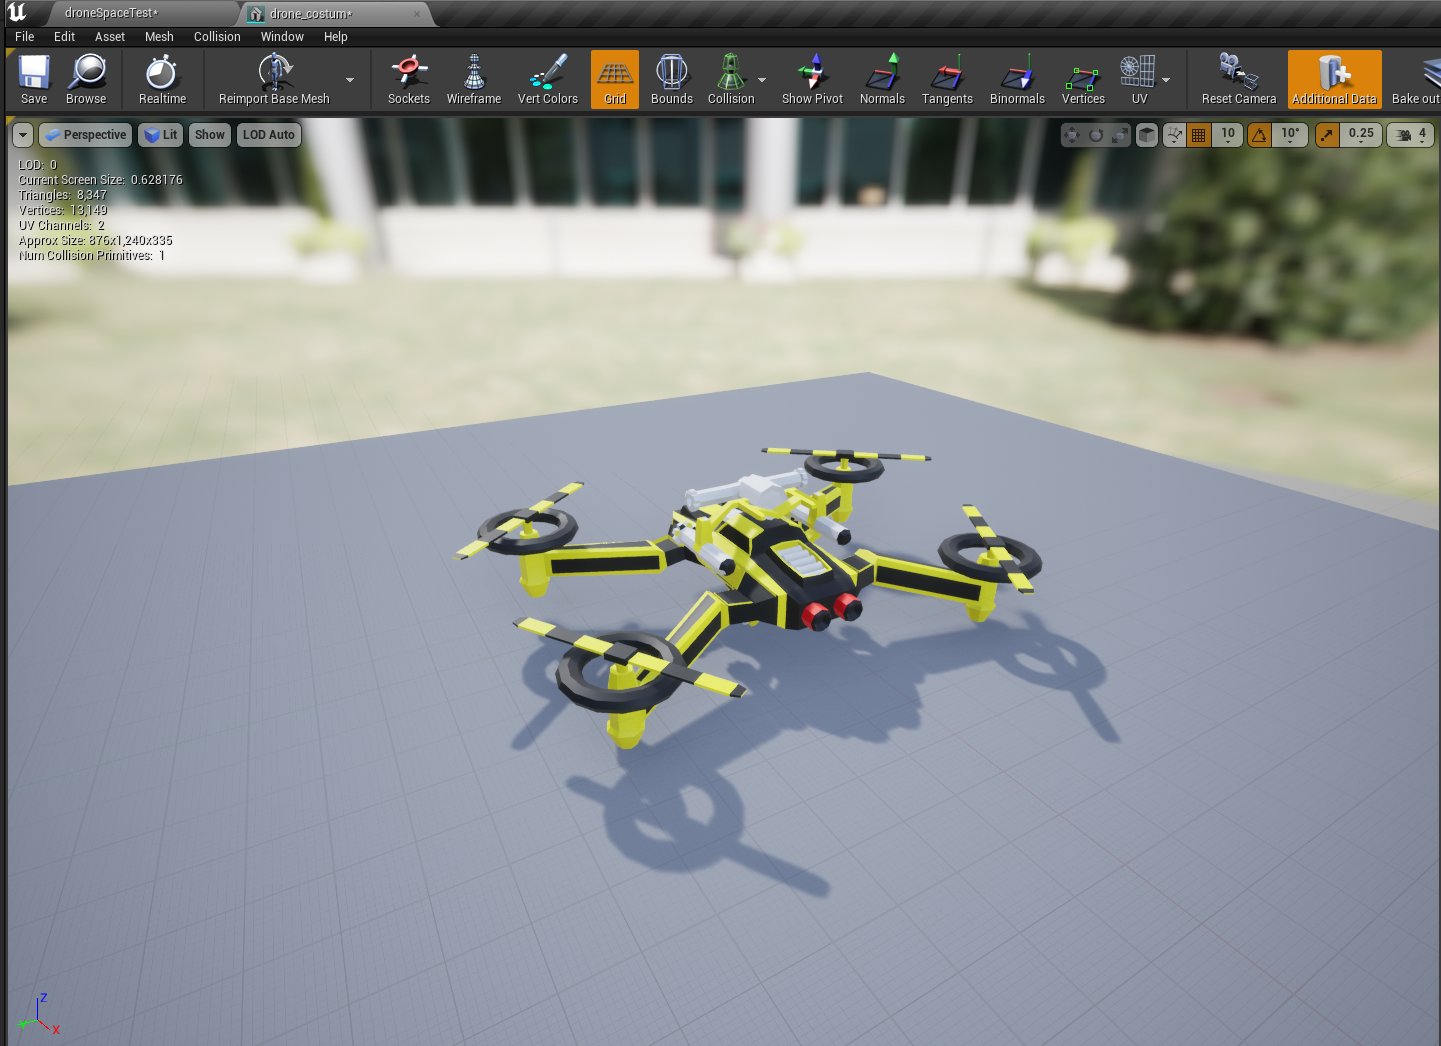 droneSpaceTest*
drone_costum*
File Edit Asset Mesh Collision Window Help
Save Browse Realtime Reimport Base Mesh Sockets Wireframe Vert Colors Grid Bounds Collision Show Pivot Normals Tangents Binormals Vertices UV Reset Camera Additional Data Bake out
Perspective Lit Show LOD Auto 10 10° 0.25 4
LOD: 0
Current Screen Size: 0.628176
Triangles: 8,347
Vertices: 13,149
UV Channels: 2
Approx Size: 876x1,240x335
Num Collision Primitives: 1
Z
X